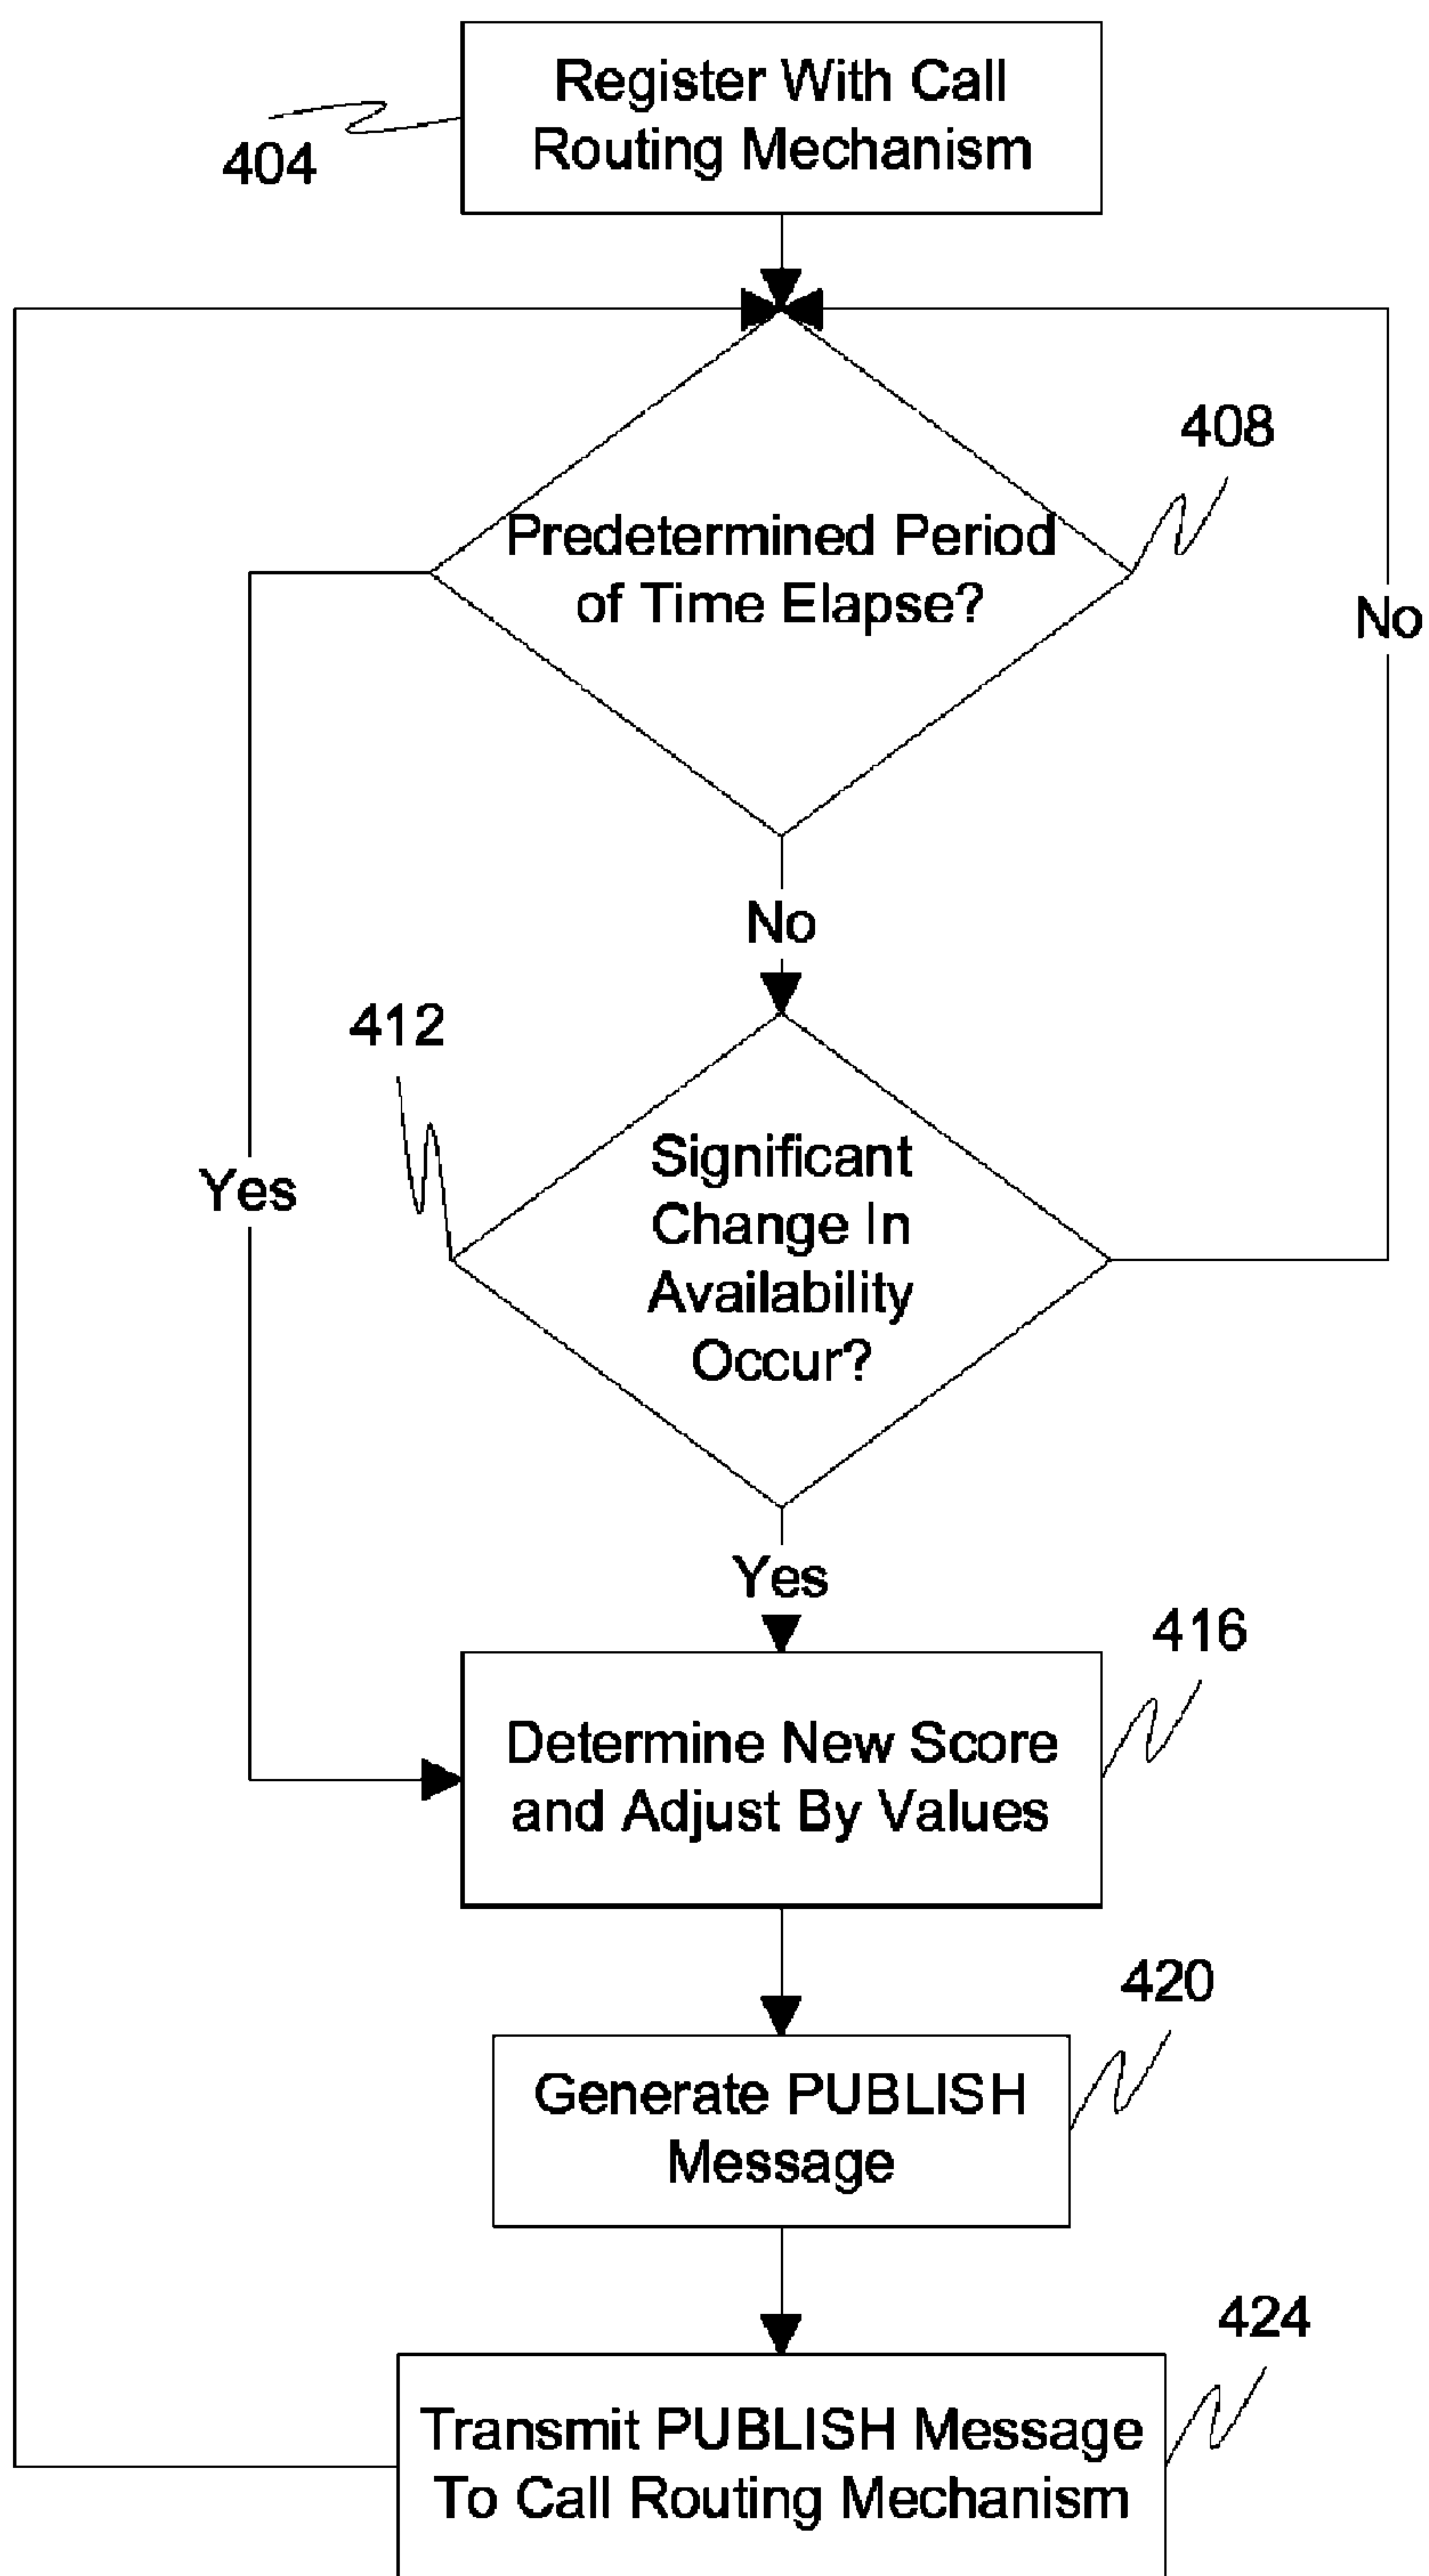 Register With Call
Routing Mechanism
404
408
Predetermined Period
of Time Elapse?
No
No
412
Significant
Change In
Availability
Occur?
Yes
Yes
416
Determine New Score
and Adjust By Values
420
Generate PUBLISH
Message
424
Transmit PUBLISH Message
To Call Routing Mechanism